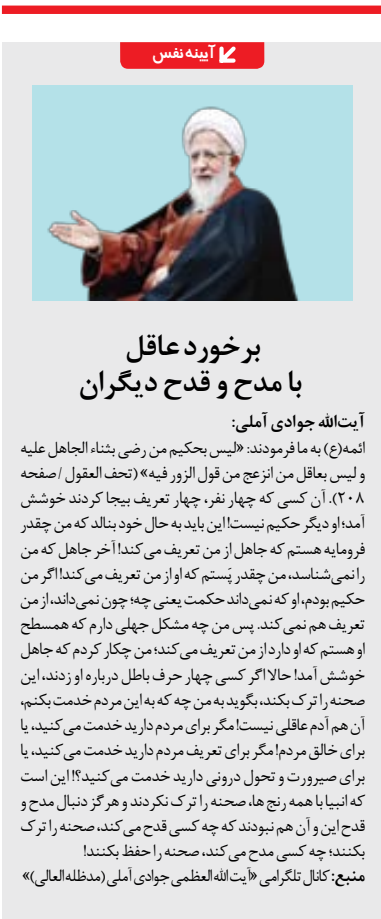 آیینه نفس
برخورد عاقل
با مدح و قدح دیگران
آیت‌الله جوادی آملی:
ائمه(ع) به ما فرمودند: «لیس بحکیم من رضی بثناء الجاهل علیه
و لیس بعاقل من انزعج من قول الزور فیه» (تحف العقول / صفحه
۲۰۸). آن کسی که چهار نفر، چهار تعریف بیجا کردند خوشش
آمد؛ او دیگر حکیم نیست! این باید به حال خود بنالد که من چقدر
فرومایه هستم که جاهل از من تعریف می‌کند! آخر جاهل که من
را نمی‌شناسد، من چقدر پَستم که او از من تعریف می‌کند! اگر من
حکیم بودم، او که نمی‌داند حکمت یعنی چه؛ چون نمی‌داند، از من
تعریف هم نمی‌کند. پس من چه مشکل جهلی دارم که همسطح
او هستم که او دارد از من تعریف می‌کند؛ من چکار کردم که جاهل
خوشش آمد! حالا اگر کسی چهار حرف باطل درباره او زدند، این
صحنه را ترک بکند، بگوید به من چه که به این مردم خدمت بکنم،
آن هم آدم عاقلی نیست! مگر برای مردم دارید خدمت می‌کنید، یا
برای خالق مردم! مگر برای تعریف مردم دارید خدمت می‌کنید، یا
برای صیرورت و تحول درونی دارید خدمت می‌کنید؟! این است
که انبیا با همه رنج ها، صحنه را ترک نکردند و هرگز دنبال مدح و
قدح این و آن هم نبودند که چه کسی قدح می‌کند، صحنه را ترک
بکنند؛ چه کسی مدح می‌کند، صحنه را حفظ بکنند!
منبع: کانال تلگرامی «آیت‌الله العظمی جوادی آملی (مدظله العالی)»